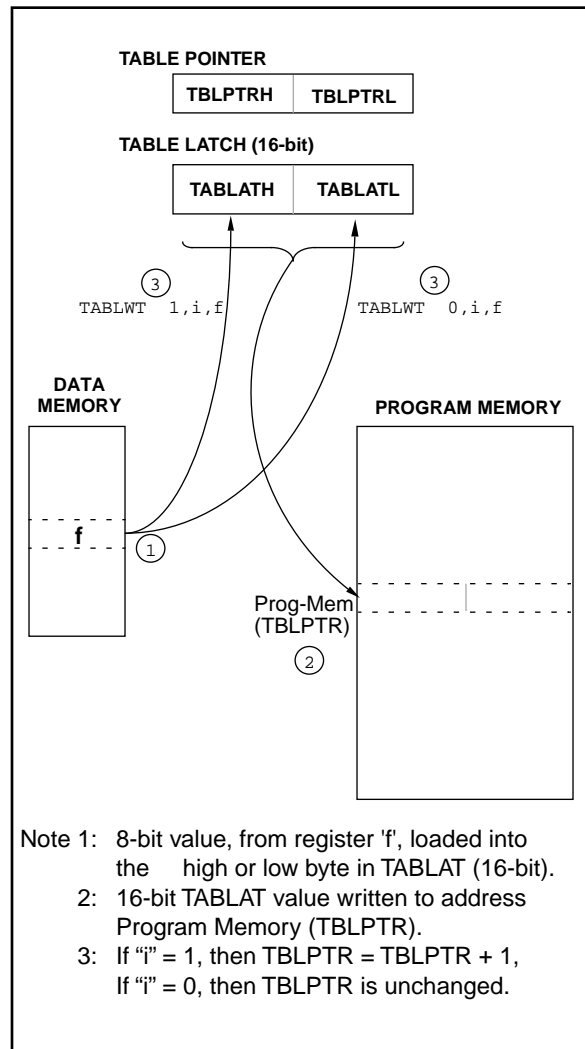 TABLE POINTER
TBLPTRH TBLPTRL
TABLE LATCH (16-bit)
TABLATH TABLATL
3 3
TABLWT 1,i,f TABLWT 0,i,f
DATA
MEMORY
PROGRAM MEMORY
f
1
Prog-Mem
(TBLPTR)
2
Note 1: 8-bit value, from register 'f', loaded into
the high or low byte in TABLAT (16-bit).
2: 16-bit TABLAT value written to address
Program Memory (TBLPTR).
3: If “i” = 1, then TBLPTR = TBLPTR + 1,
If “i” = 0, then TBLPTR is unchanged.